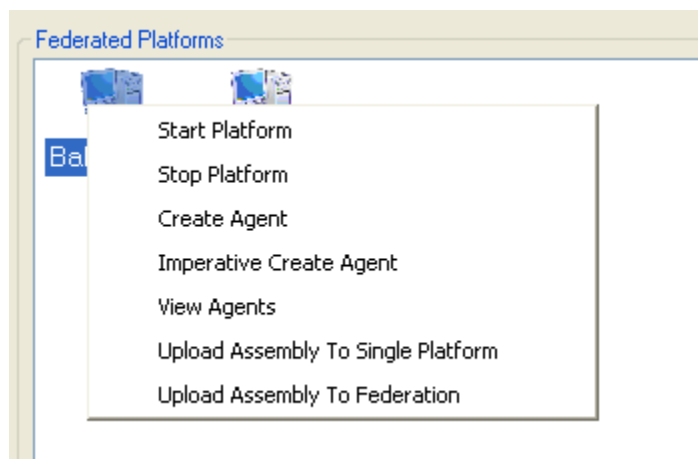 Federated Platforms
Start Platform
Stop Platform
Create Agent
Imperative Create Agent
View Agents
Upload Assembly To Single Platform
Upload Assembly To Federation